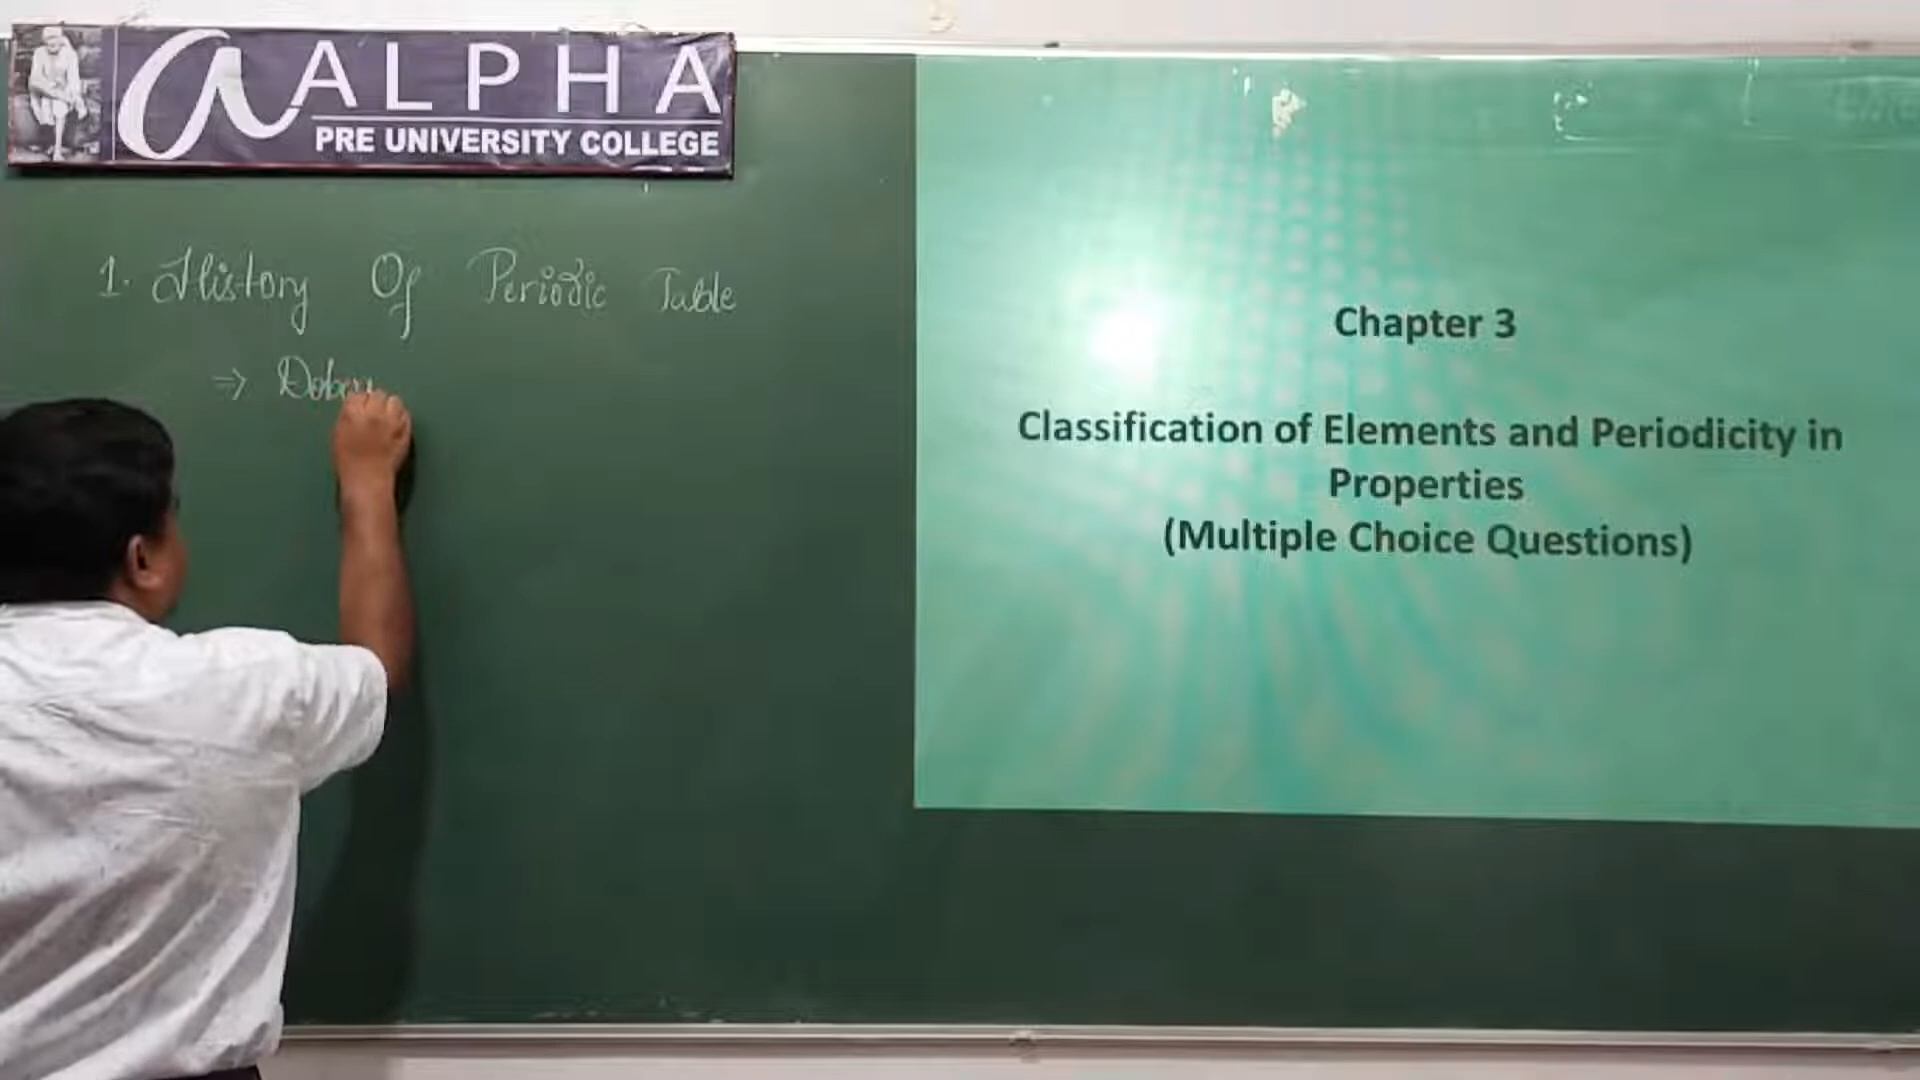 a ALPHA
PRE UNIVERSITY COLLEGE
1. History Of Periodic Table
⇒ Dober
Chapter 3
Classification of Elements and Periodicity in
Properties
(Multiple Choice Questions)